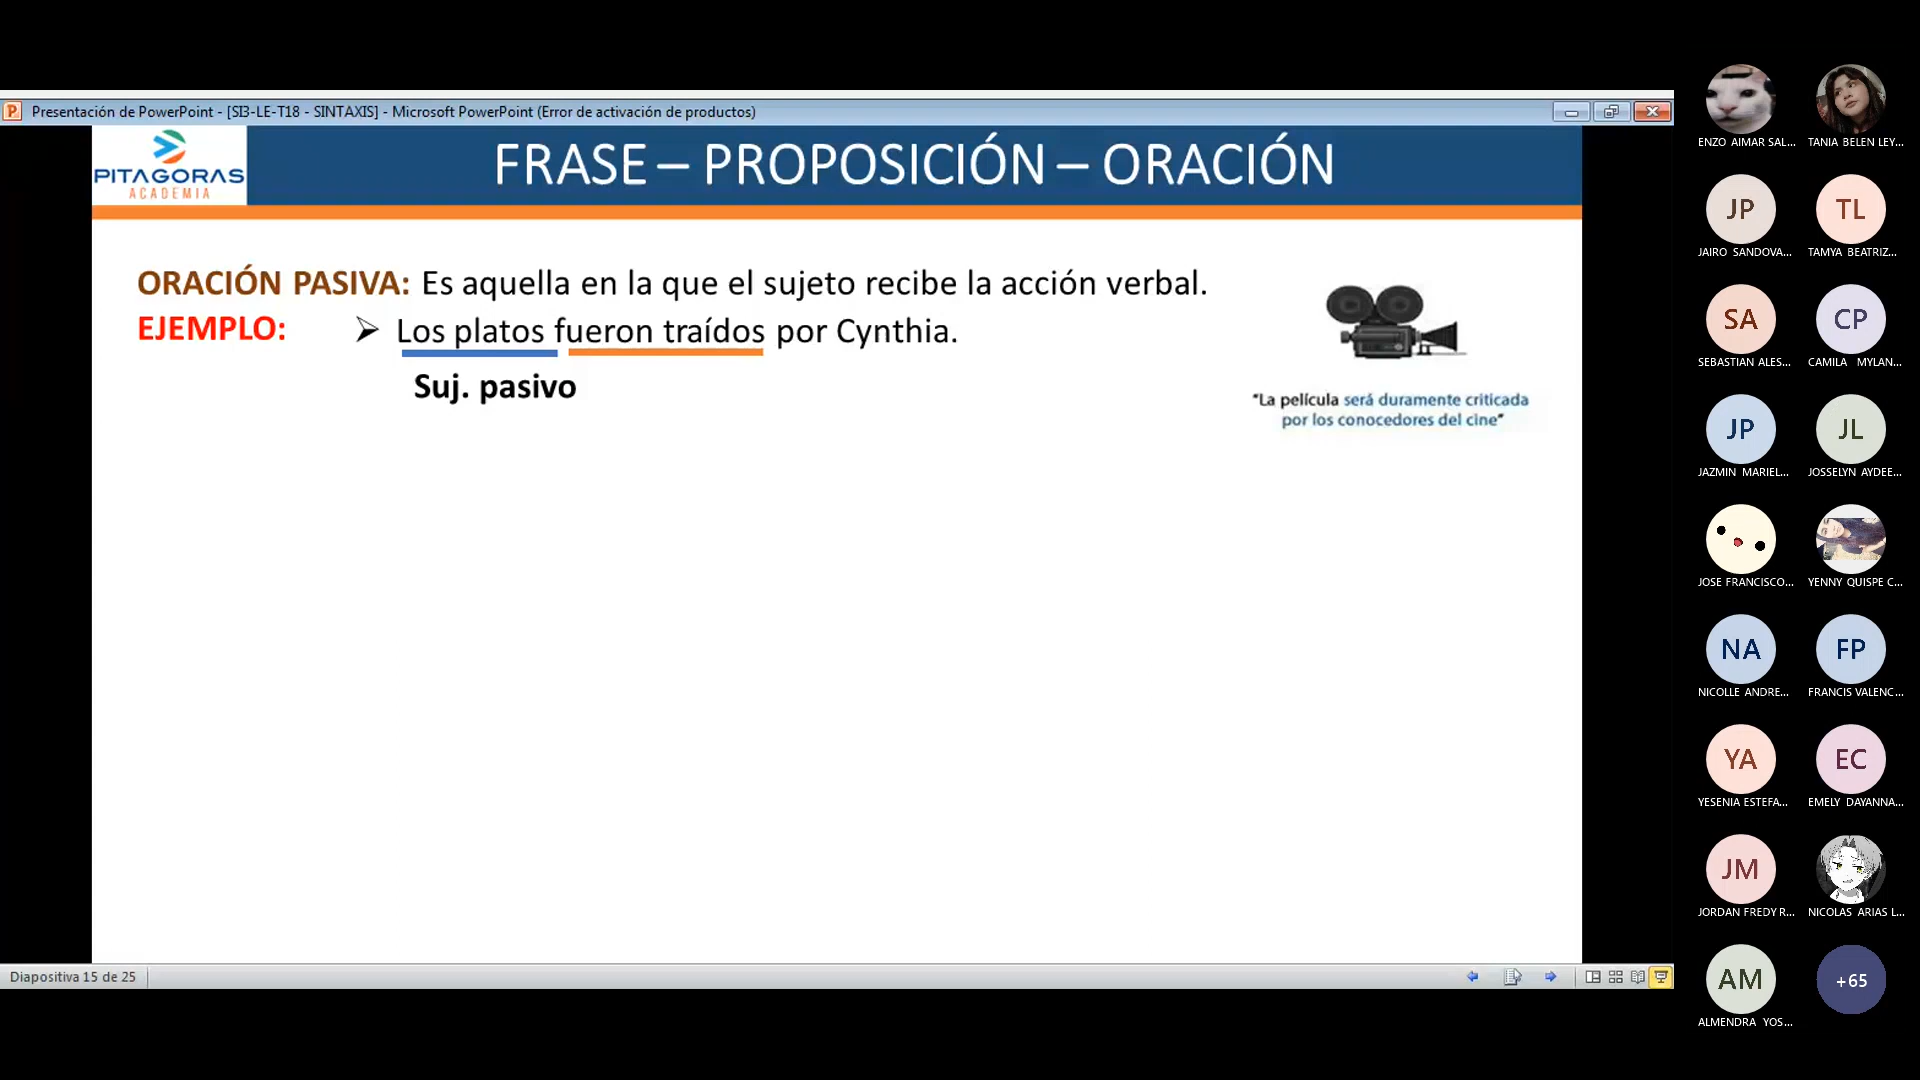 Presentación de PowerPoint - [SI3-LE-T18 - SINTAXIS] - Microsoft PowerPoint (Error de activación de productos)
PITAGORAS
ACADEMIA
FRASE – PROPOSICIÓN – ORACIÓN
ORACIÓN PASIVA: Es aquella en la que el sujeto recibe la acción verbal.
EJEMPLO: ➢ Los platos fueron traídos por Cynthia.
Suj. pasivo
"La película será duramente criticada
por los conocedores del cine"
Diapositiva 15 de 25
ENZO AIMAR SAL...
TANIA BELEN LEY...
JP
TL
JAIRO SANDOVA...
TAMYA BEATRIZ...
SA
CP
SEBASTIAN ALES...
CAMILA MYLAN...
JP
JL
JAZMIN MARIEL...
JOSSELYN AYDEE...
JOSE FRANCISCO...
YENNY QUISPE C...
NA
FP
NICOLLE ANDRE...
FRANCIS VALENC...
YA
EC
YESENIA ESTEFA...
EMELY DAYANNA...
JM
JORDAN FREDY R...
NICOLAS ARIAS L...
AM
+65
ALMENDRA YOS...